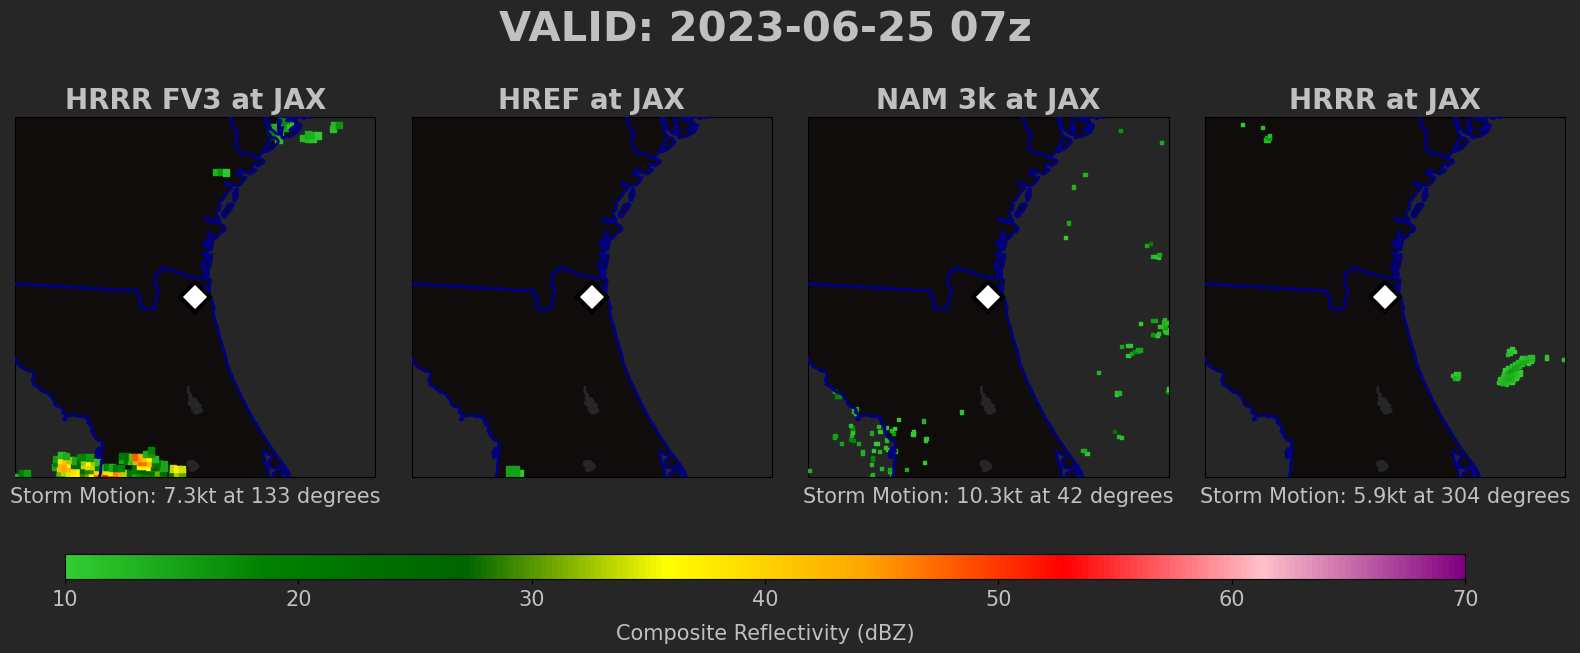 VALID: 2023-06-25 07z
HRRR FV3 at JAX
HREF at JAX
NAM 3k at JAX
HRRR at JAX
Storm Motion: 7.3kt at 133 degrees
Storm Motion: 10.3kt at 42 degrees
Storm Motion: 5.9kt at 304 degrees
10 20 30 40 50 60 70
Composite Reflectivity (dBZ)